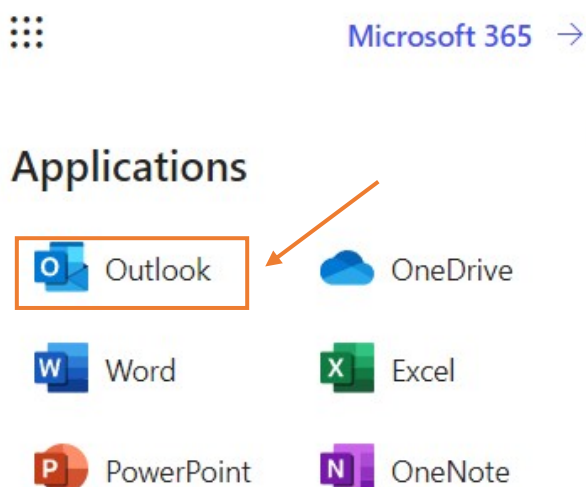 Microsoft 365 →
Applications
Outlook
OneDrive
Word
Excel
PowerPoint
OneNote